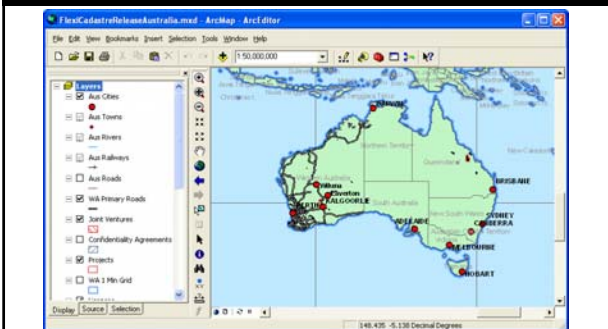 FlexiCadastreReleaseAustralia.mxd - ArcMap - ArcEditor
File Edit View Bookmarks Insert Selection Tools Window Help
1:50,000,000
Layers
Aus Cities
Aus Towns
Aus Rivers
Aus Railways
Aus Roads
WA Primary Roads
Joint Ventures
Confidentiality Agreements
Projects
WA 1 Min Grid
Display Source Selection
DARWIN
Northern Territory
Queensland
Western Australia
Wiluna
BRISBANE
KALGOORLIE
PERTH
South Australia
New South Wales
SYDNEY
ADELAIDE
CANBERRA
MELBOURNE
HOBART
148.435 -5.138 Decimal Degrees